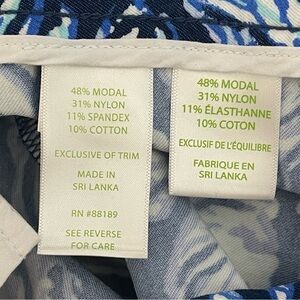 48% MODAL
31% NYLON
11% SPANDEX
10% COTTON
EXCLUSIVE OF TRIM
MADE IN
SRI LANKA
RN #88189
SEE REVERSE
FOR CARE
48% MODAL
31% NYLON
11% ÉLASTHANNE
10% COTON
EXCLUSIF DE L'ÉQUILIBRE
FABRIQUE EN
SRI LANKA